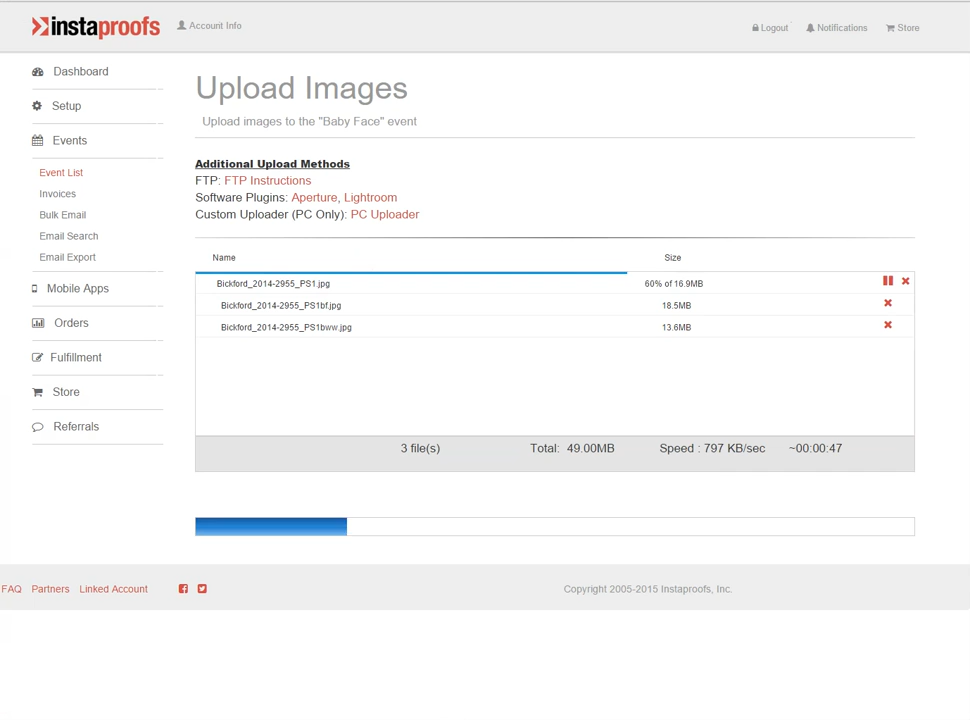 instaproofs
Account Info
Logout
Notifications
Store
Dashboard
Setup
Events
Event List
Invoices
Bulk Email
Email Search
Email Export
Mobile Apps
Orders
Fulfillment
Store
Referrals
Upload Images
Upload images to the "Baby Face" event
Additional Upload Methods
FTP: FTP Instructions
Software Plugins: Aperture, Lightroom
Custom Uploader (PC Only): PC Uploader
Name Size
Bickford_2014-2955_PS1.jpg 60% of 16.9MB
Bickford_2014-2955_PS1bf.jpg 18.5MB
Bickford_2014-2955_PS1bww.jpg 13.6MB
3 file(s) Total: 49.00MB Speed : 797 KB/sec ~00:00:47
FAQ Partners Linked Account
Copyright 2005-2015 Instaproofs, Inc.